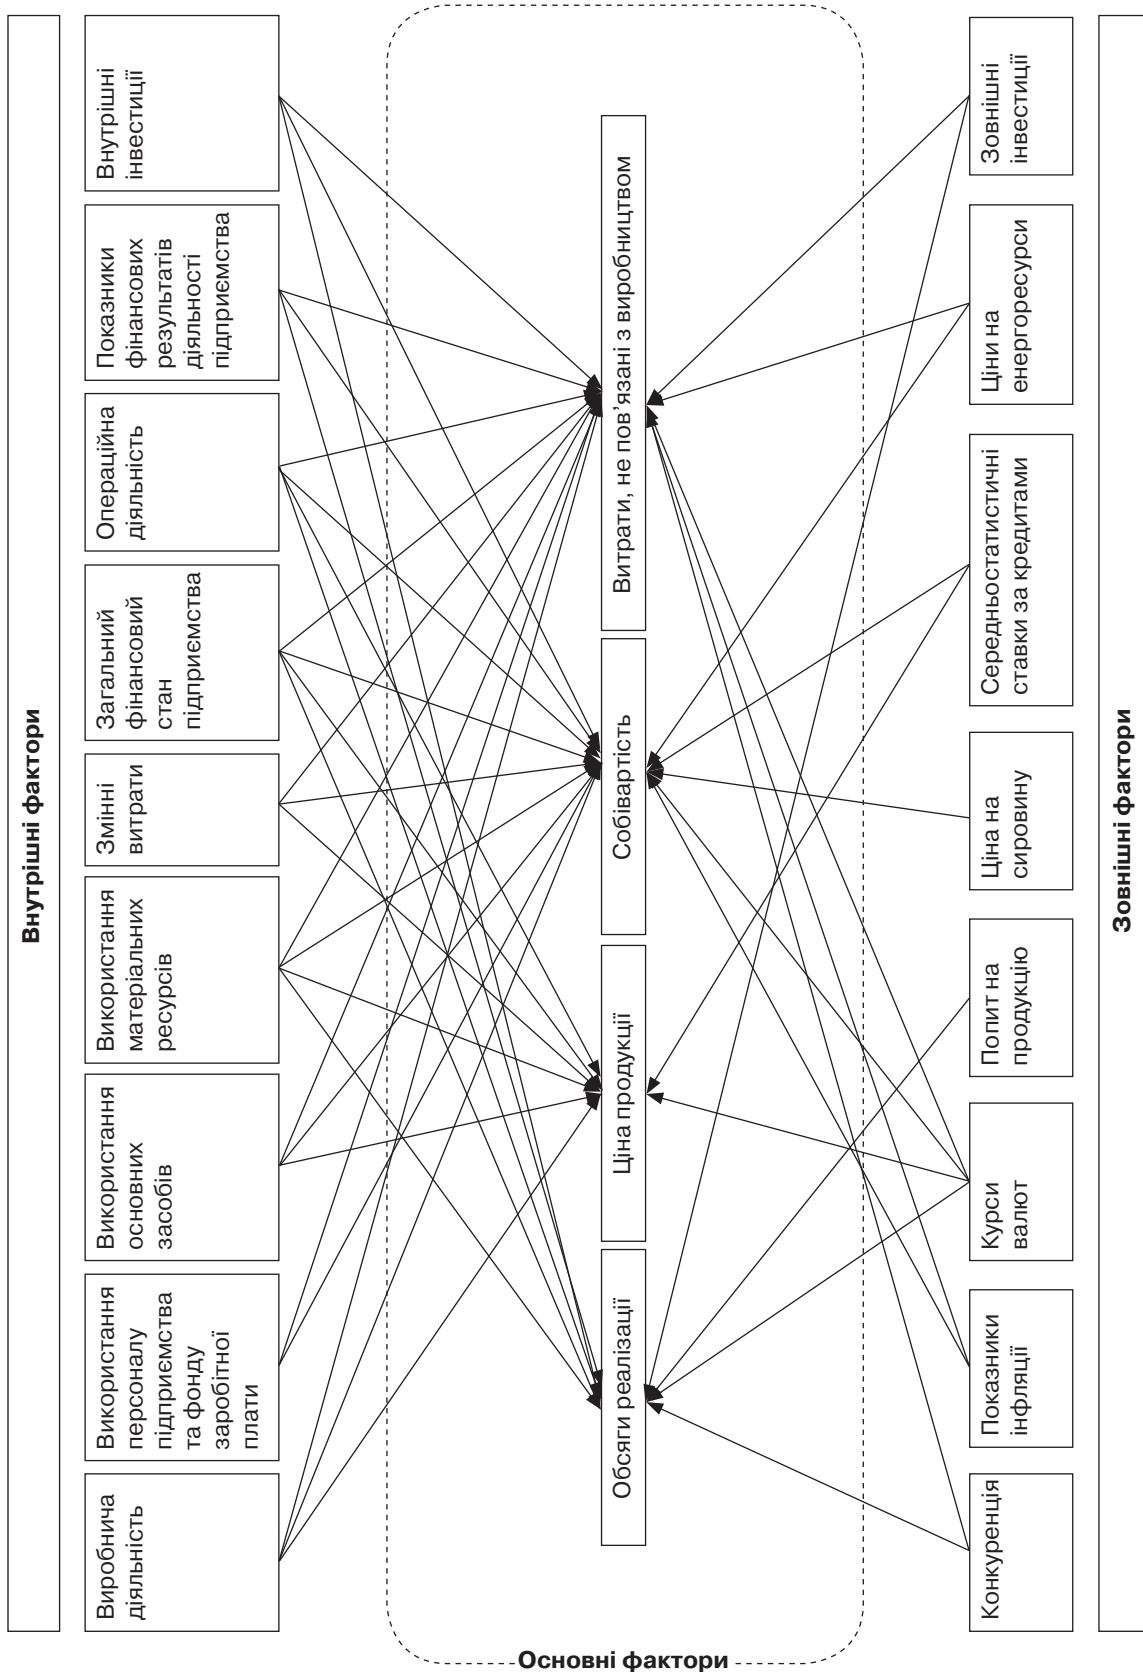 Внутрішні фактори
Виробнича
діяльність
Використання
персоналу
підприємства
та фонду
заробітної
плати
Використання
основних
засобів
Використання
матеріальних
ресурсів
Змінні
витрати
Загальний
фінансовий
стан
підприємства
Операційна
діяльність
Показники
фінансових
результатів
діяльності
підприємства
Внутрішні
інвестиції
Основні фактори
Обсяги реалізації
Ціна продукції
Собівартість
Витрати, не пов’язані з виробництвом
Конкуренція
Показники
інфляції
Курси
валют
Попит на
продукцію
Ціна на
сировину
Середньостатистичні
ставки за кредитами
Ціни на
енергоресурси
Зовнішні
інвестиції
Зовнішні фактори